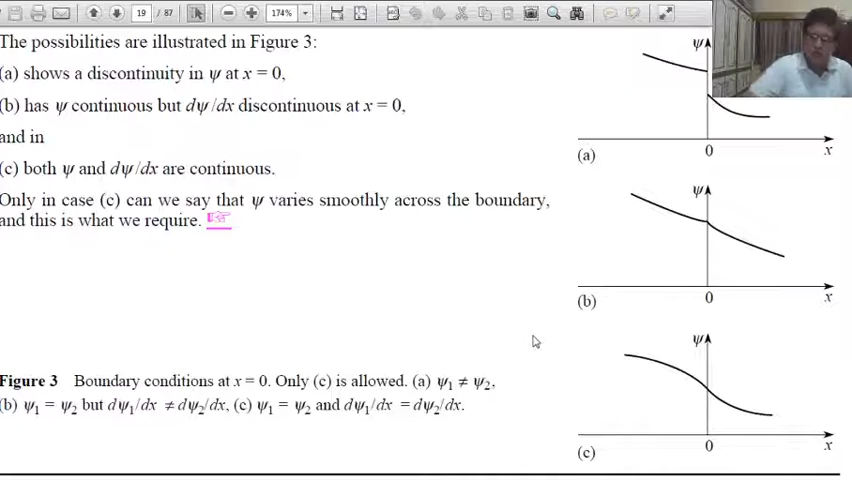 19 / 87
174%
The possibilities are illustrated in Figure 3:
(a) shows a discontinuity in ψ at x = 0,
(b) has ψ continuous but dψ/dx discontinuous at x = 0,
and in
(c) both ψ and dψ/dx are continuous.
Only in case (c) can we say that ψ varies smoothly across the boundary,
and this is what we require.
Figure 3 Boundary conditions at x = 0. Only (c) is allowed. (a) ψ₁ ≠ ψ₂,
(b) ψ₁ = ψ₂ but dψ₁/dx ≠ dψ₂/dx, (c) ψ₁ = ψ₂ and dψ₁/dx = dψ₂/dx.
ψ
(a)
0
x
ψ
(b)
0
x
ψ
(c)
0
x